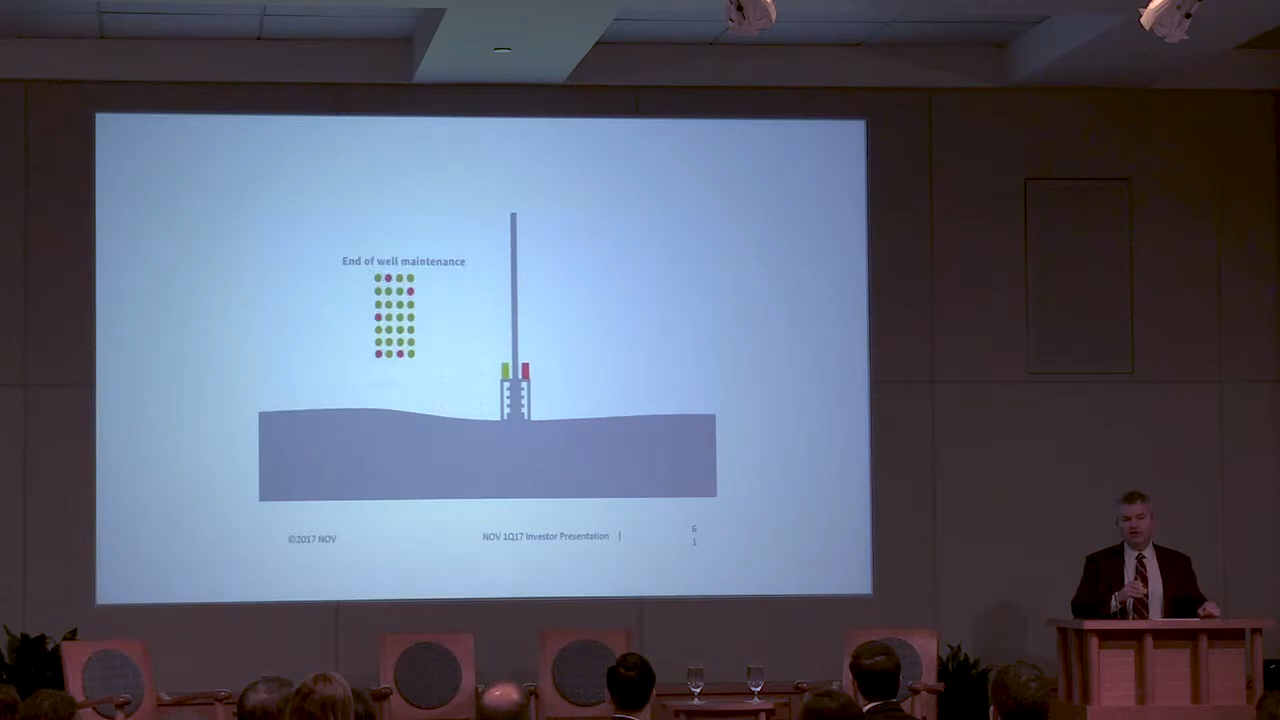 End of well maintenance
©2017 NOV
NOV 1Q17 Investor Presentation |
6
1